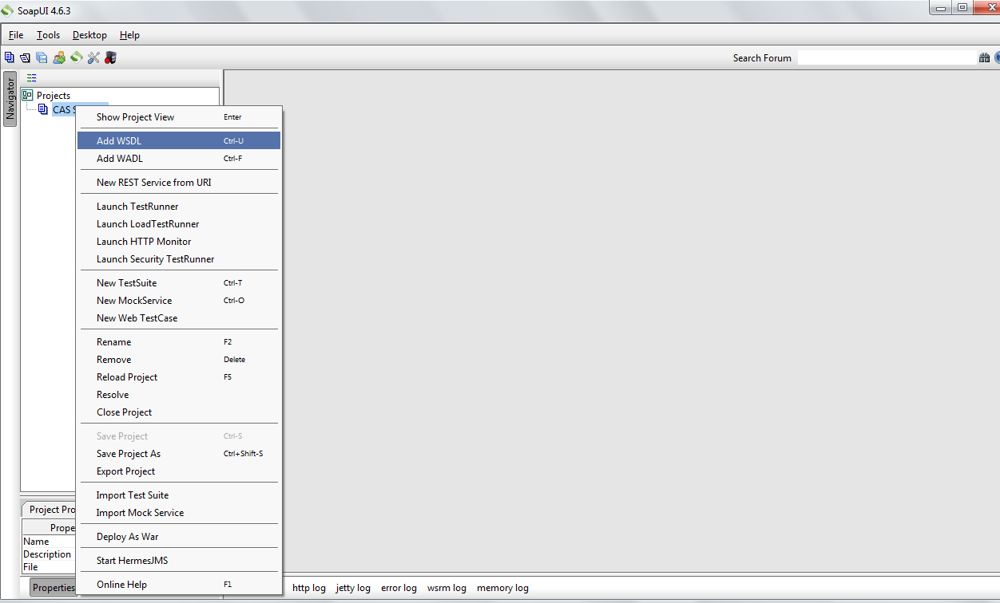 SoapUI 4.6.3
File Tools Desktop Help
Search Forum
Navigator
Projects
CAS
Show Project View Enter
Add WSDL Ctrl-U
Add WADL Ctrl-F
New REST Service from URI
Launch TestRunner
Launch LoadTestRunner
Launch HTTP Monitor
Launch Security TestRunner
New TestSuite Ctrl-T
New MockService Ctrl-O
New Web TestCase
Rename F2
Remove Delete
Reload Project F5
Resolve
Close Project
Save Project Ctrl-S
Save Project As Ctrl+Shift-S
Export Project
Import Test Suite
Import Mock Service
Deploy As War
Start HermesJMS
Online Help F1
Project Pro
Prope
Name
Description
File
Properties
http log jetty log error log wsrm log memory log